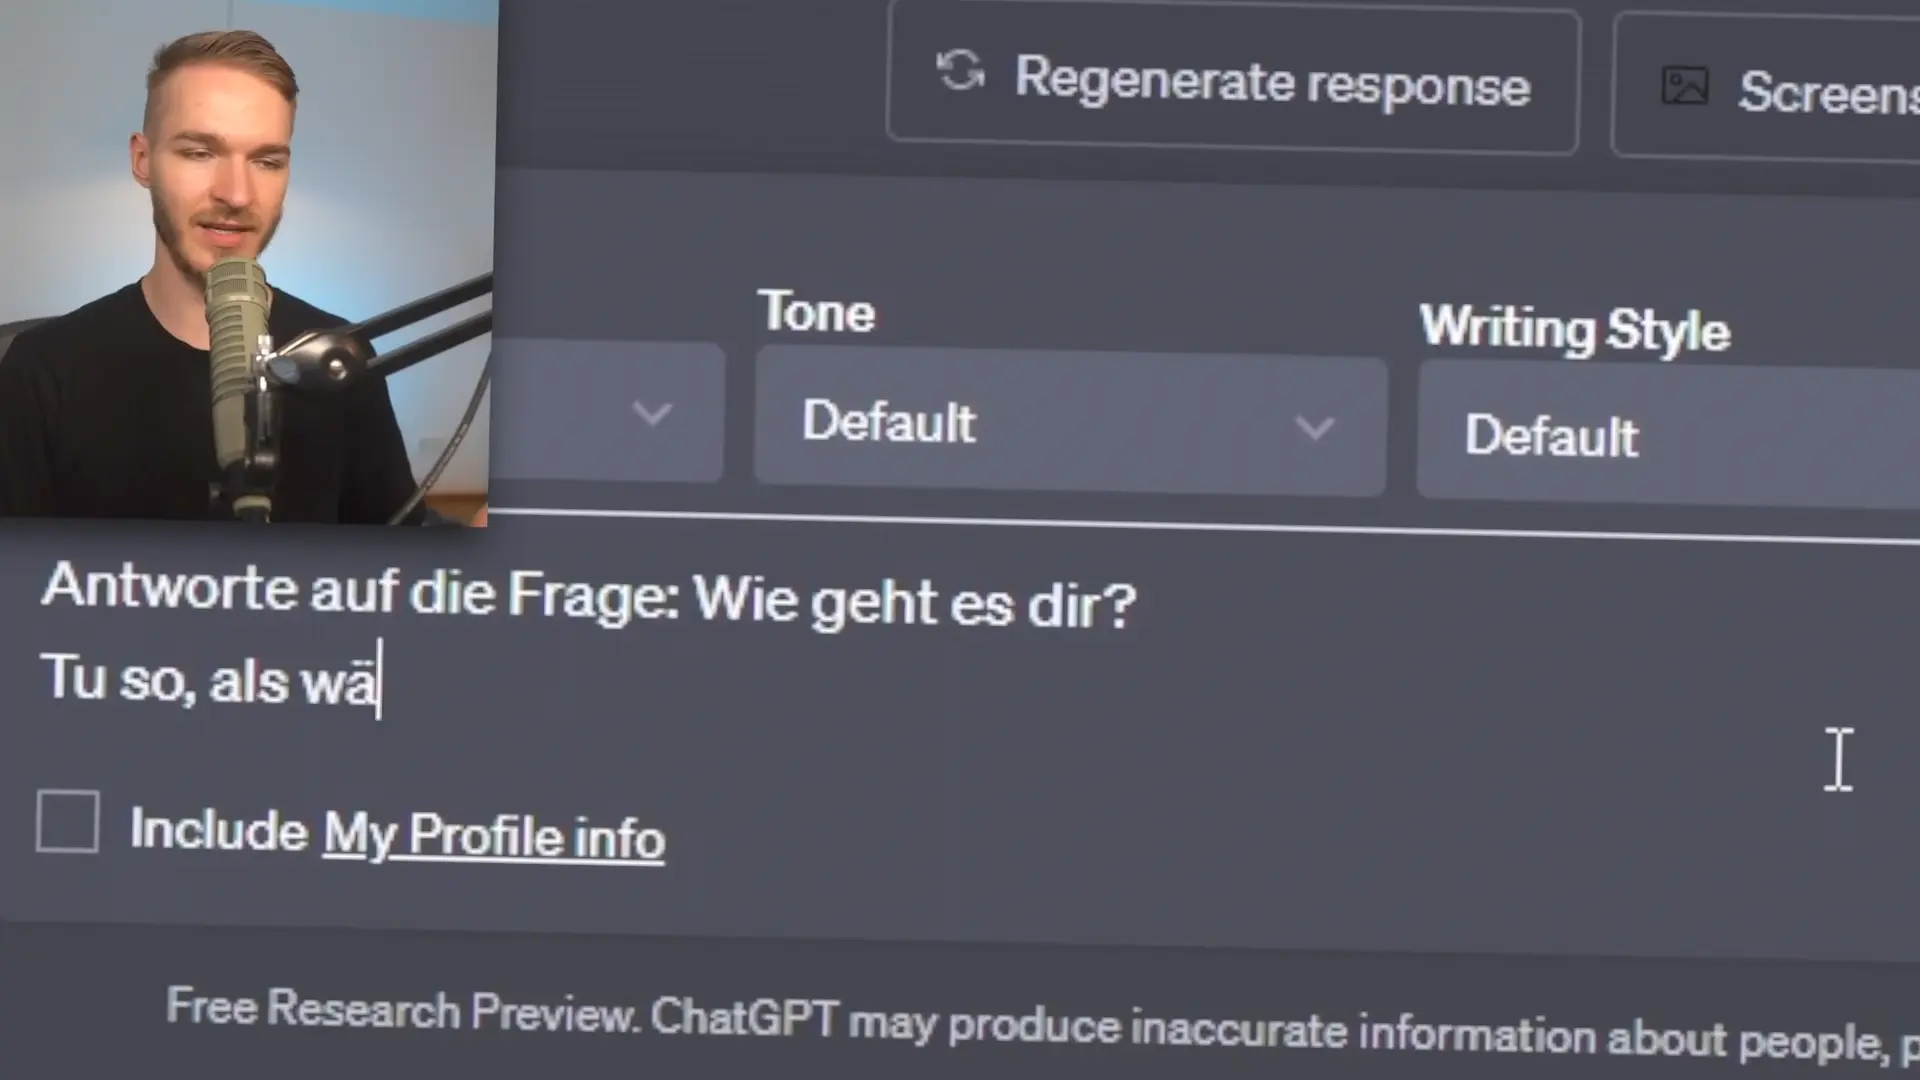 Regenerate response
Screens
Tone
Writing Style
Default
Default
Antworte auf die Frage: Wie geht es dir?
Tu so, als wä
Include My Profile info
Free Research Preview. ChatGPT may produce inaccurate information about people, p